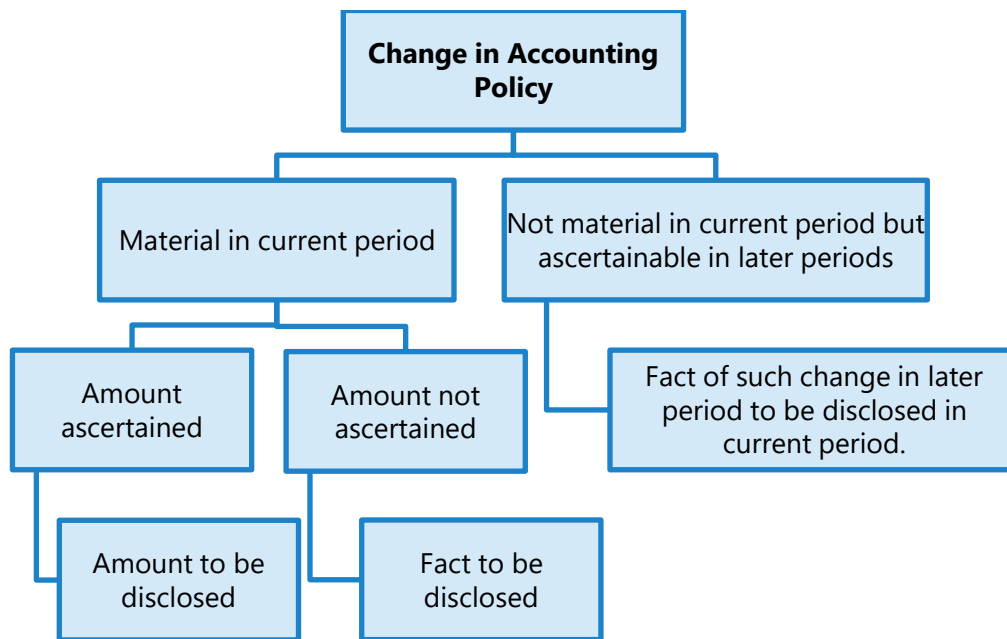 Change in Accounting
Policy
Material in current period
Not material in current period but
ascertainable in later periods
Amount
ascertained
Amount not
ascertained
Fact of such change in later
period to be disclosed in
current period.
Amount to be
disclosed
Fact to be
disclosed